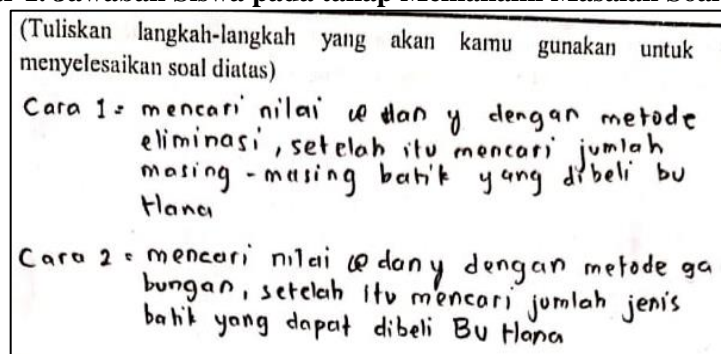 (Tuliskan langkah-langkah yang akan kamu gunakan untuk
menyelesaikan soal diatas)
Cara 1 = mencari nilai x dan y dengan metode
eliminasi, setelah itu mencari jumlah
masing-masing batik yang dibeli bu
Hana
Cara 2 = mencari nilai x dan y dengan metode ga
bungan, setelah itu mencari jumlah jenis
batik yang dapat dibeli Bu Hana